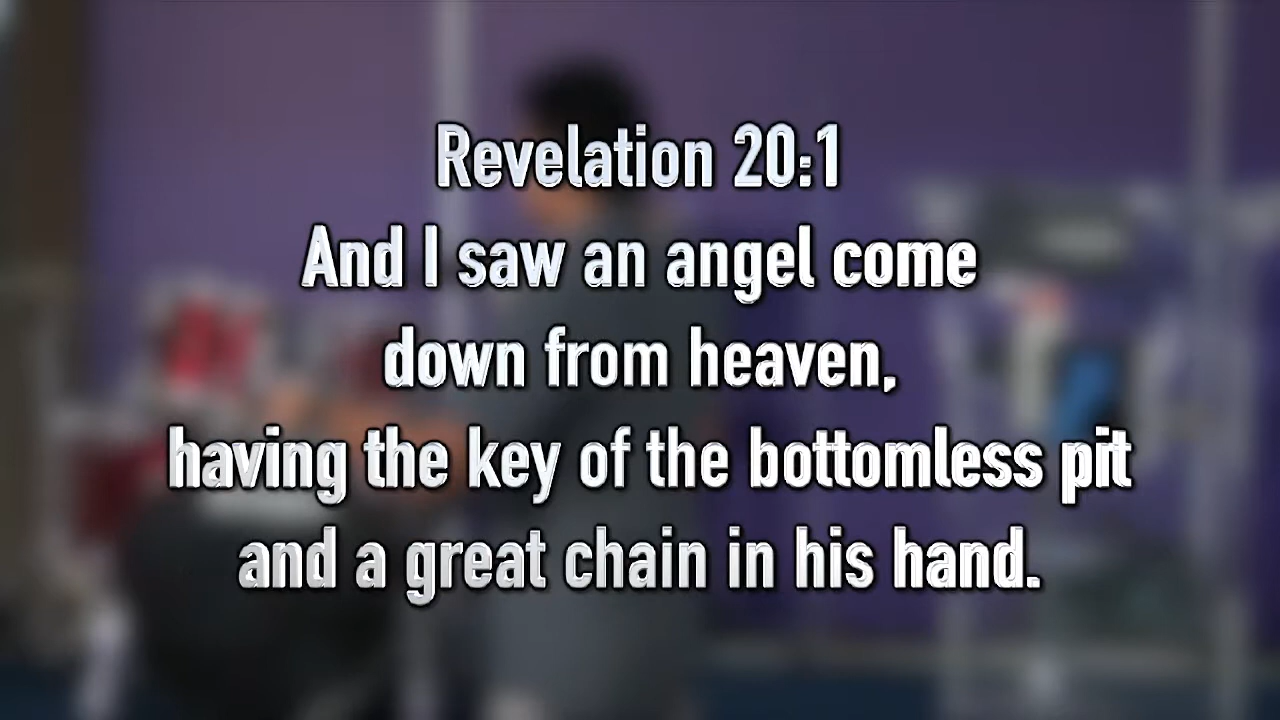 Revelation 20:1
And I saw an angel come
down from heaven,
having the key of the bottomless pit
and a great chain in his hand.